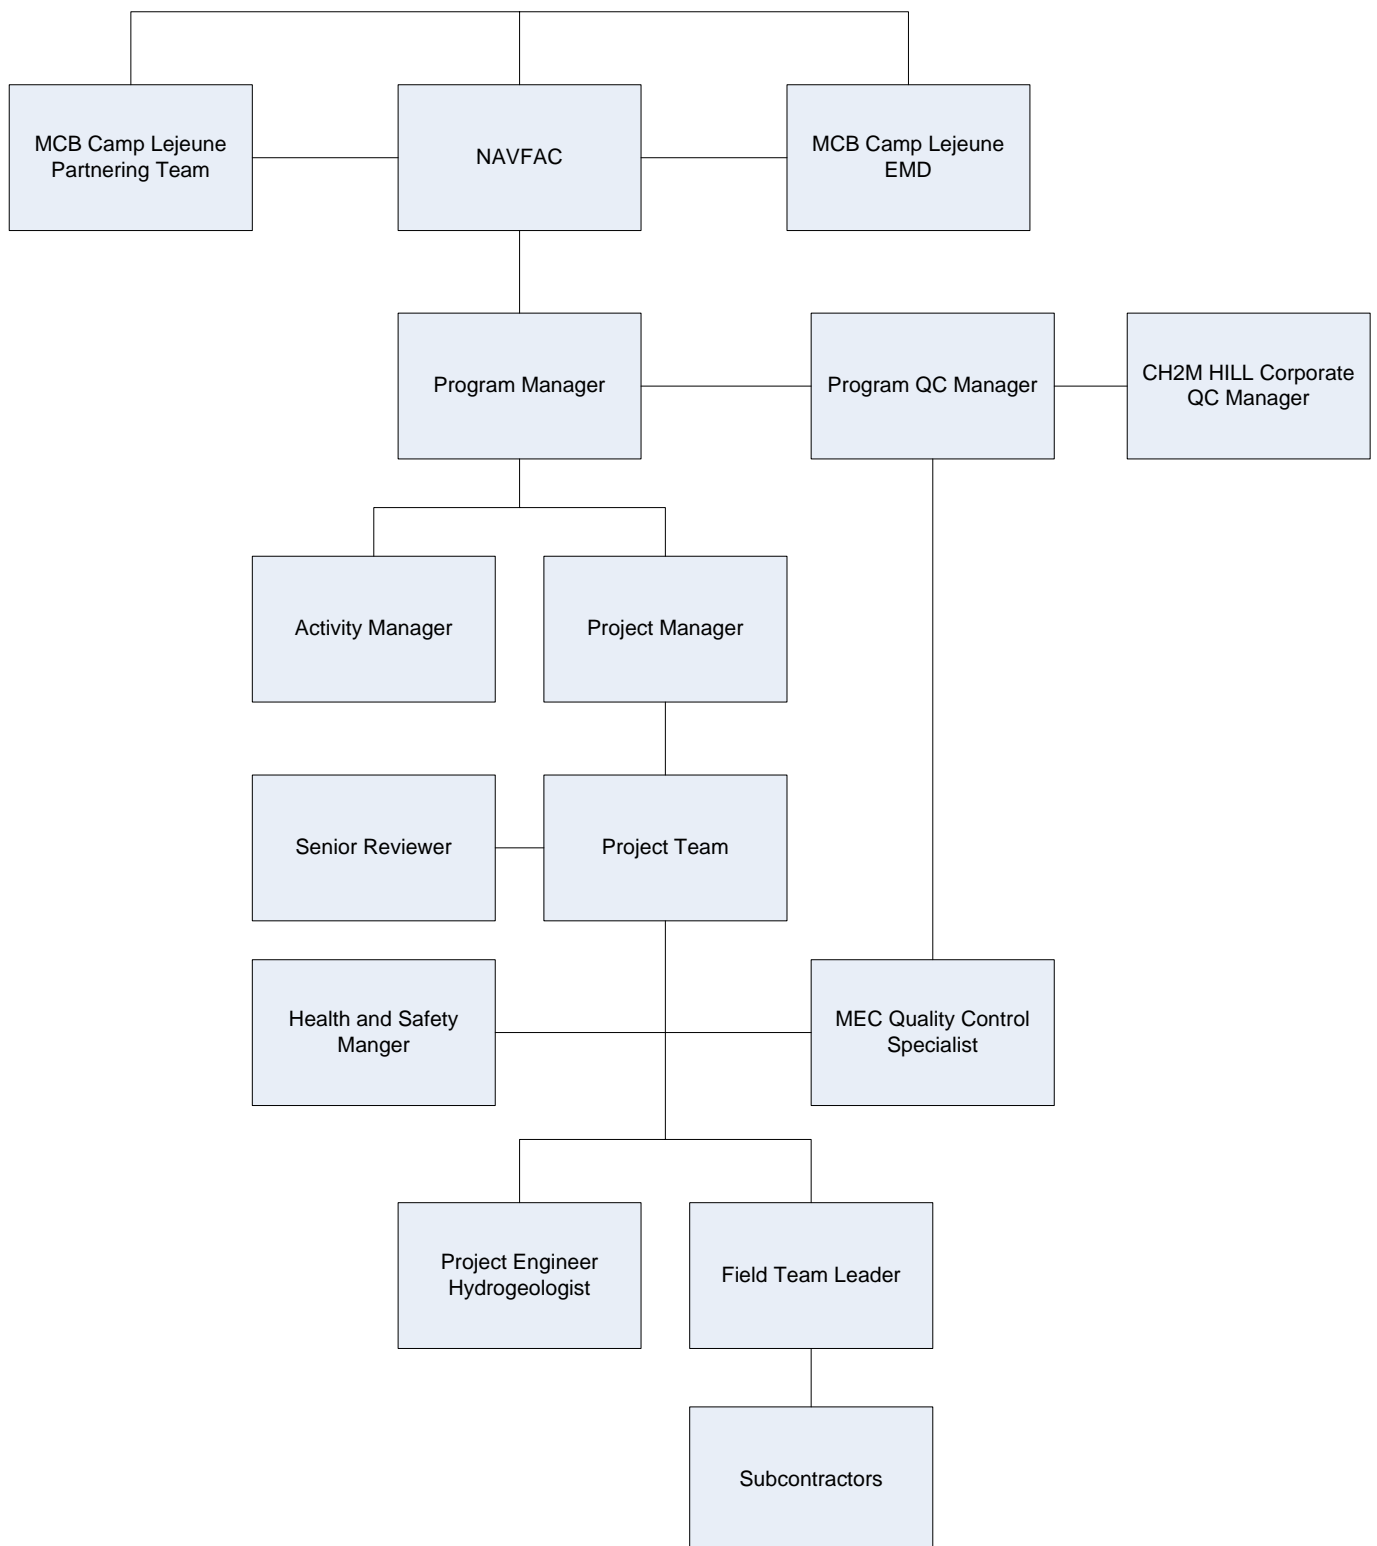 MCB Camp Lejeune
Partnering Team
NAVFAC
MCB Camp Lejeune
EMD
Program Manager
Program QC Manager
CH2M HILL Corporate
QC Manager
Activity Manager
Project Manager
Senior Reviewer
Project Team
Health and Safety
Manger
MEC Quality Control
Specialist
Project Engineer
Hydrogeologist
Field Team Leader
Subcontractors